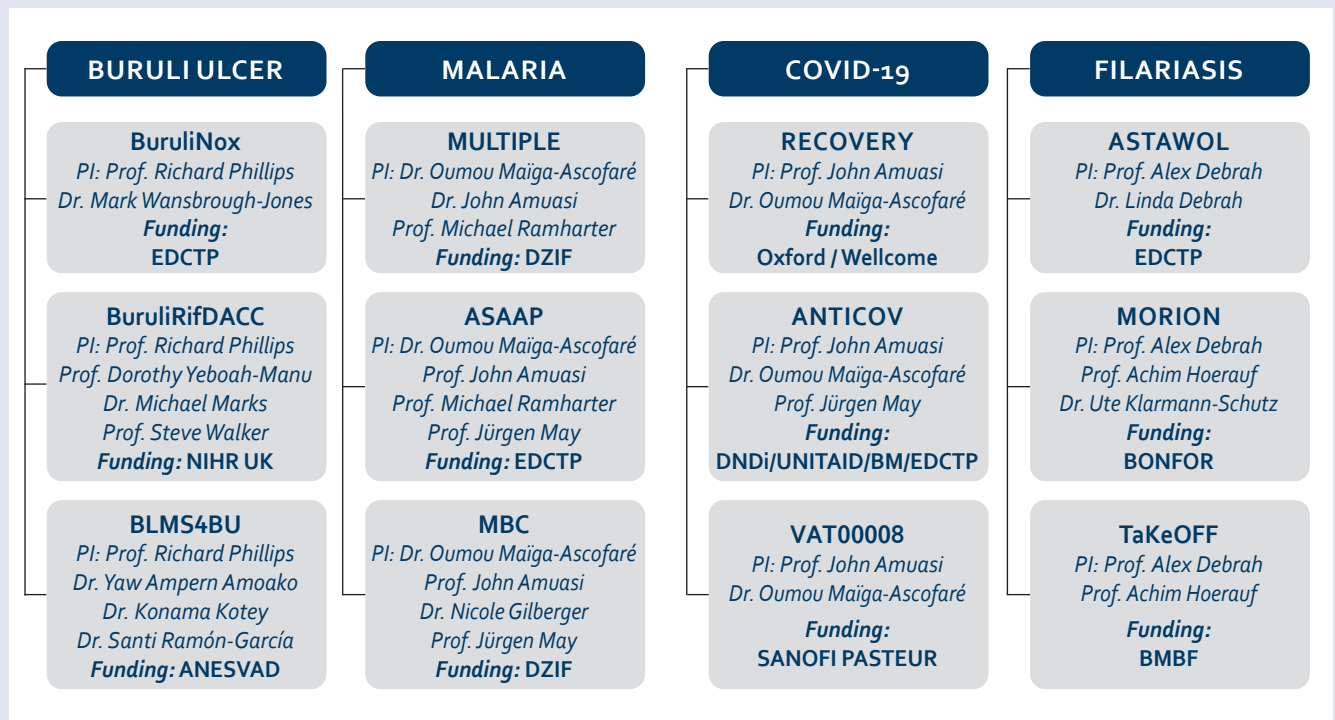 BURULI ULCER
BuruliNox
PI: Prof. Richard Phillips
Dr. Mark Wansbrough-Jones
Funding:
EDCTP
BuruliRifDACC
PI: Prof. Richard Phillips
Prof. Dorothy Yeboah-Manu
Dr. Michael Marks
Prof. Steve Walker
Funding: NIHR UK
BLMS4BU
PI: Prof. Richard Phillips
Dr. Yaw Ampern Amoako
Dr. Konama Kotey
Dr. Santi Ramón-García
Funding: ANESVAD
MALARIA
MULTIPLE
PI: Dr. Oumou Maïga-Ascofaré
Dr. John Amuasi
Prof. Michael Ramharter
Funding: DZIF
ASAAP
PI: Dr. Oumou Maïga-Ascofaré
Prof. John Amuasi
Prof. Michael Ramharter
Prof. Jürgen May
Funding: EDCTP
MBC
PI: Dr. Oumou Maïga-Ascofaré
Prof. John Amuasi
Dr. Nicole Gilberger
Prof. Jürgen May
Funding: DZIF
COVID-19
RECOVERY
PI: Prof. John Amuasi
Dr. Oumou Maïga-Ascofaré
Funding:
Oxford / Wellcome
ANTICOV
PI: Prof. John Amuasi
Dr. Oumou Maïga-Ascofaré
Prof. Jürgen May
Funding:
DNDi/UNITAID/BM/EDCTP
VAT00008
PI: Prof. John Amuasi
Dr. Oumou Maïga-Ascofaré
Funding:
SANOFI PASTEUR
FILARIASIS
ASTAWOL
PI: Prof. Alex Debrah
Dr. Linda Debrah
Funding:
EDCTP
MORION
PI: Prof. Alex Debrah
Prof. Achim Hoerauf
Dr. Ute Klarmann-Schutz
Funding:
BONFOR
TaKeOFF
PI: Prof. Alex Debrah
Prof. Achim Hoerauf
Funding:
BMBF